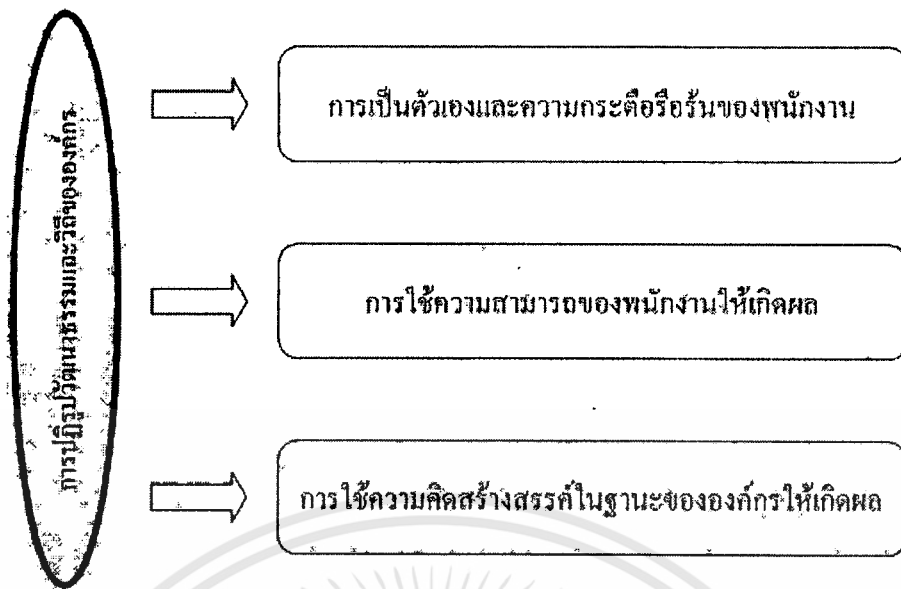 การปฏิรูปวัฒนธรรมและวิถีขององค์กร
การเป็นตัวเองและความกระตือรือร้นของพนักงาน
การใช้ความสามารถของพนักงานให้เกิดผล
การใช้ความคิดสร้างสรรค์ในฐานะขององค์กรให้เกิดผล